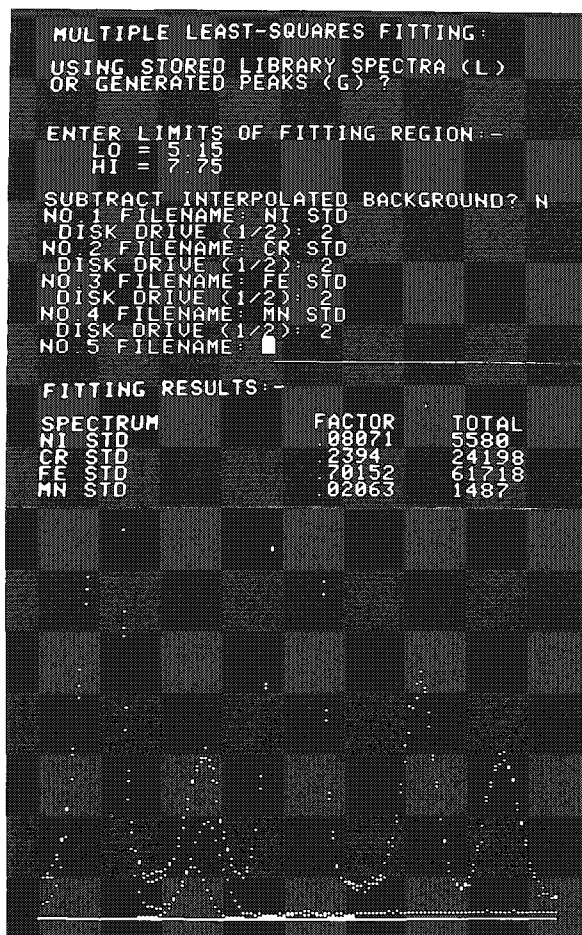 MULTIPLE LEAST-SQUARES FITTING:
USING STORED LIBRARY SPECTRA (L)
OR GENERATED PEAKS (G) ?
ENTER LIMITS OF FITTING REGION:-
LO = 5.15
HI = 7.75
SUBTRACT INTERPOLATED BACKGROUND? N
NO.1 FILENAME: NI STD
DISK DRIVE (1/2): 2
NO.2 FILENAME: CR STD
DISK DRIVE (1/2): 2
NO.3 FILENAME: FE STD
DISK DRIVE (1/2): 2
NO.4 FILENAME: MN STD
DISK DRIVE (1/2): 2
NO.5 FILENAME:
FITTING RESULTS:-
SPECTRUM FACTOR TOTAL
NI STD .08071 5580
CR STD .2394 24198
FE STD .70152 61718
MN STD .02063 1487